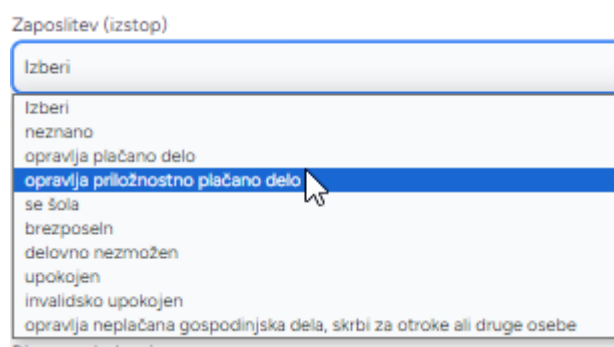 Zaposlitev (izstop)
Izberi
Izberi
neznano
opravlja plačano delo
opravlja priložnostno plačano delo
se šola
brezposeln
delovno nezmožen
upokojen
invalidsko upokojen
opravlja neplačana gospodinjska dela, skrbi za otroke ali druge osebe